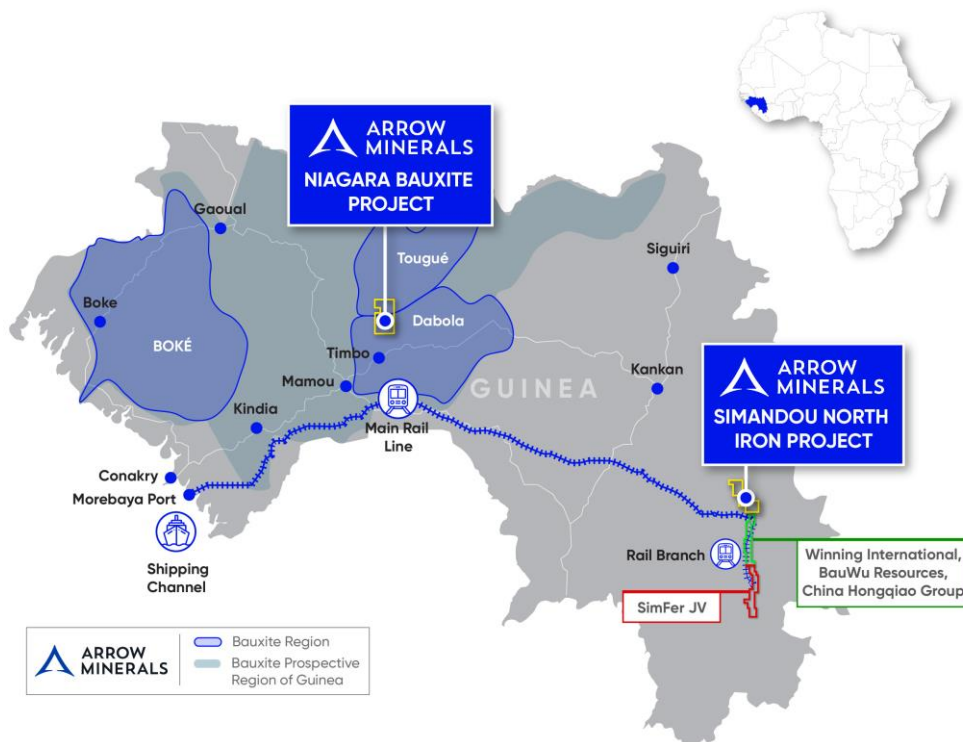 ARROW
MINERALS
NIAGARA BAUXITE
PROJECT
Gaoual
Tougué
Siguiri
Boke
BOKÉ
Dabola
Timbo
Mamou
GUINEA
Kankan
Kindia
Main Rail
Line
ARROW
MINERALS
SIMANDOU NORTH
IRON PROJECT
Conakry
Morebaya Port
Shipping
Channel
Rail Branch
Winning International,
BauWu Resources,
China Hongqiao Group
SimFer JV
ARROW
MINERALS
Bauxite Region
Bauxite Prospective
Region of Guinea